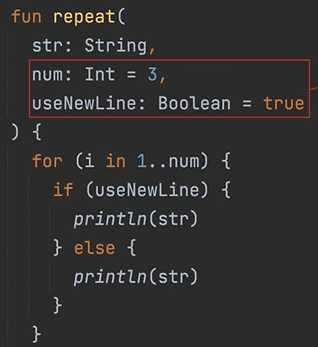 fun repeat(
str: String,
num: Int = 3,
useNewLine: Boolean = true
) {
for (i in 1..num) {
if (useNewLine) {
println(str)
} else {
println(str)
}
}